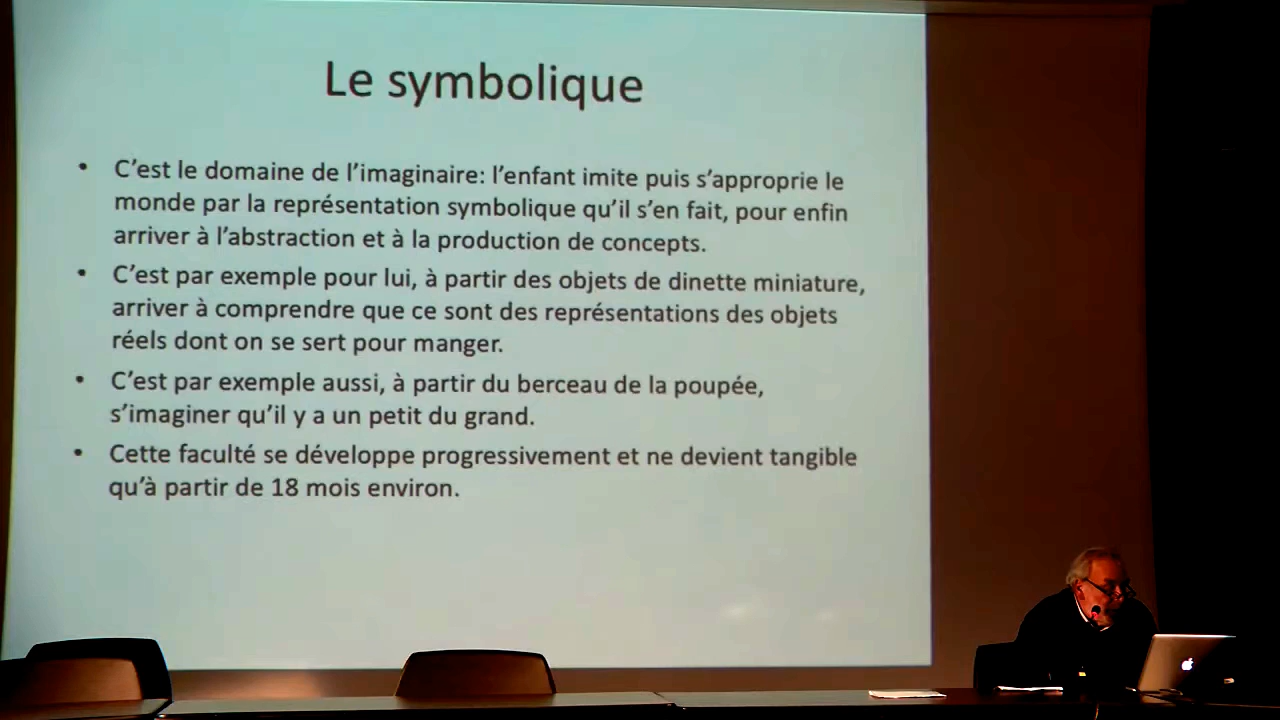 Le symbolique
• C'est le domaine de l'imaginaire: l'enfant imite puis s'approprie le
monde par la représentation symbolique qu'il s'en fait, pour enfin
arriver à l'abstraction et à la production de concepts.
• C'est par exemple pour lui, à partir des objets de dinette miniature,
arriver à comprendre que ce sont des représentations des objets
réels dont on se sert pour manger.
• C'est par exemple aussi, à partir du berceau de la poupée,
s'imaginer qu'il y a un petit du grand.
• Cette faculté se développe progressivement et ne devient tangible
qu'à partir de 18 mois environ.